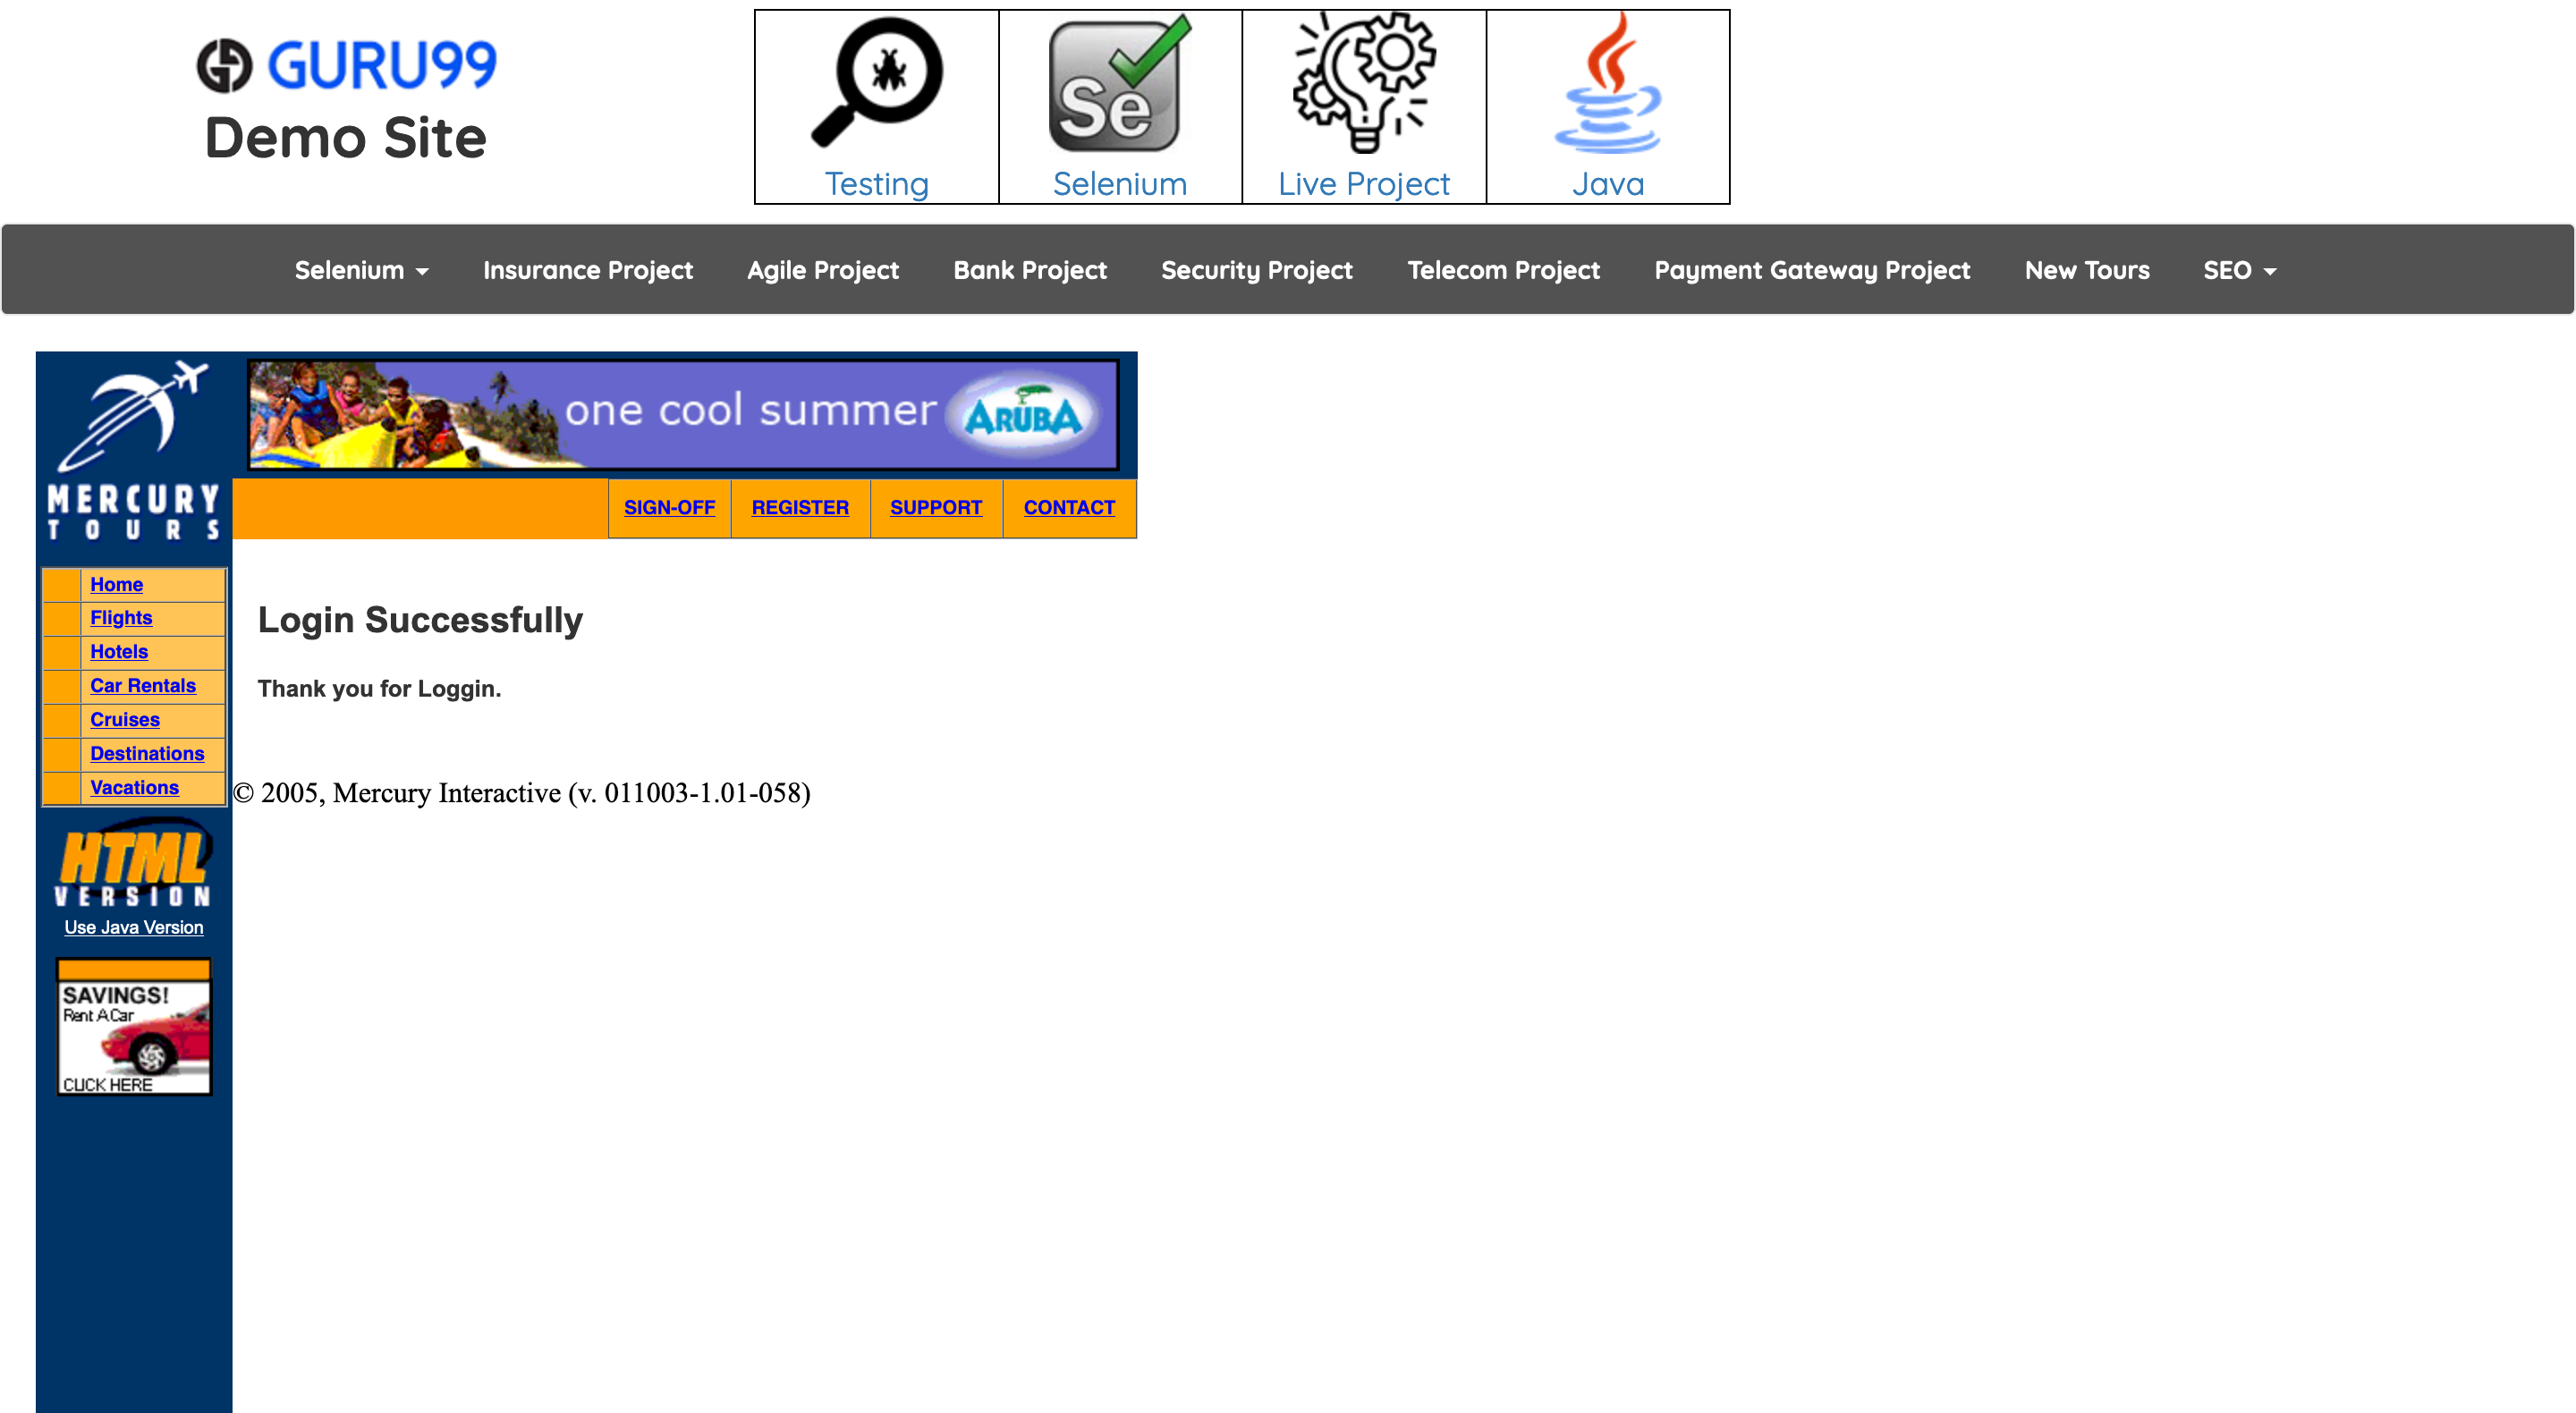 GURU99
Demo Site
Se
Testing
Selenium
Live Project
Java
Selenium
Insurance Project
Agile Project
Bank Project
Security Project
Telecom Project
Payment Gateway Project
New Tours
SEO
one cool summer
ARUBA
MERCURY
TOURS
SIGN-OFF
REGISTER
SUPPORT
CONTACT
Home
Flights
Hotels
Car Rentals
Cruises
Destinations
Vacations
Login Successfully
Thank you for Loggin.
© 2005, Mercury Interactive (v. 011003-1.01-058)
HTML
VERSION
Use Java Version
SAVINGS!
Rent A Car
CLICK HERE